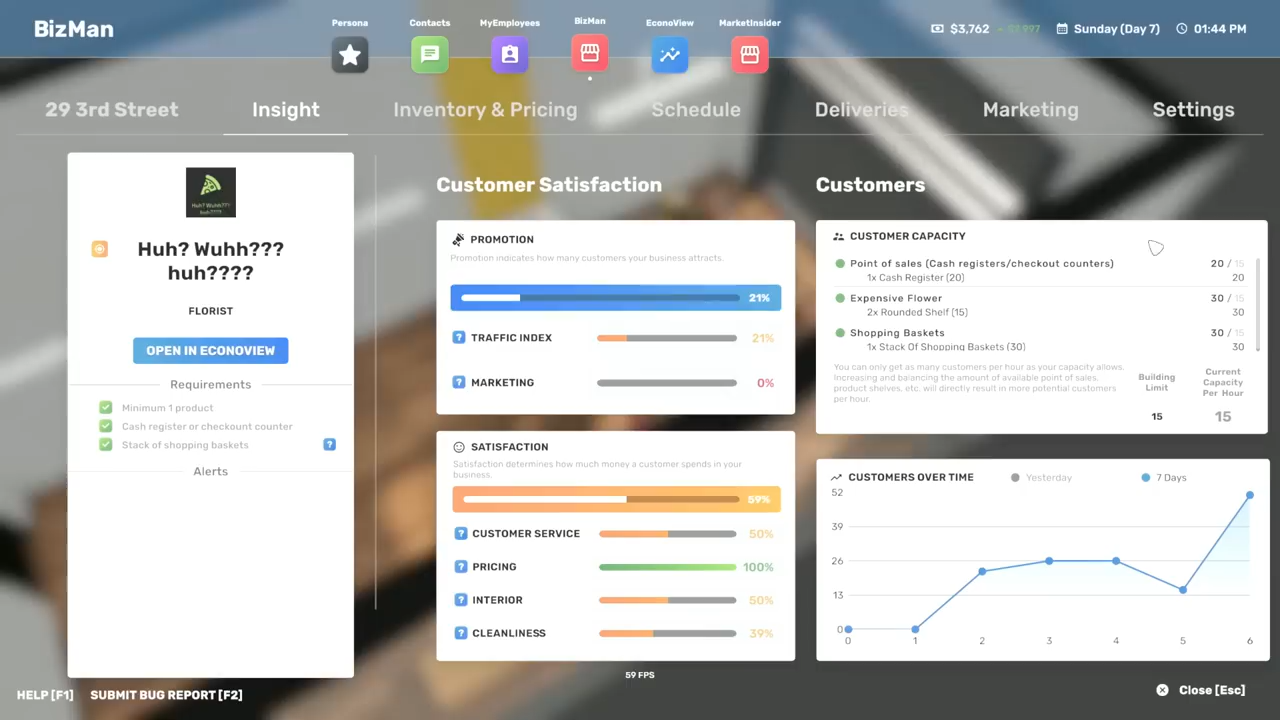 BizMan
Persona
Contacts
MyEmployees
BizMan
EconoView
MarketInsider
$3,762
Sunday (Day 7)
01:44 PM
29 3rd Street
Insight
Inventory & Pricing
Schedule
Deliveries
Marketing
Settings
Huh? Wuhh???
huh????
Huh? Wuhh???
huh????
FLORIST
OPEN IN ECONOVIEW
Requirements
Minimum 1 product
Cash register or checkount counter
Stack of shopping baskets
?
Alerts
Customer Satisfaction
PROMOTION
Promotion indicates how many customers your business attracts.
21%
? TRAFFIC INDEX 21%
? MARKETING 0%
SATISFACTION
Satisfaction determines how much money a customer spends in your
business.
59%
? CUSTOMER SERVICE 50%
? PRICING 100%
? INTERIOR 50%
? CLEANLINESS 39%
Customers
CUSTOMER CAPACITY
Point of sales (Cash registers/checkout counters) 20 / 15
1x Cash Register (20) 20
Expensive Flower 30 / 15
2x Rounded Shelf (15) 30
Shopping Baskets 30 / 15
1x Stack Of Shopping Baskets (30) 30
You can only get as many customers per hour as your capacity allows.
Increasing and balancing the amount of available point of sales,
product shelves, etc, will directly result in more potential customers
per hour.
Building
Limit
15
Current
Capacity
Per Hour
15
CUSTOMERS OVER TIME
Yesterday
7 Days
52
39
26
13
0
0 1 2 3 4 5 6
59 FPS
HELP [F1]
SUBMIT BUG REPORT [F2]
Close [Esc]